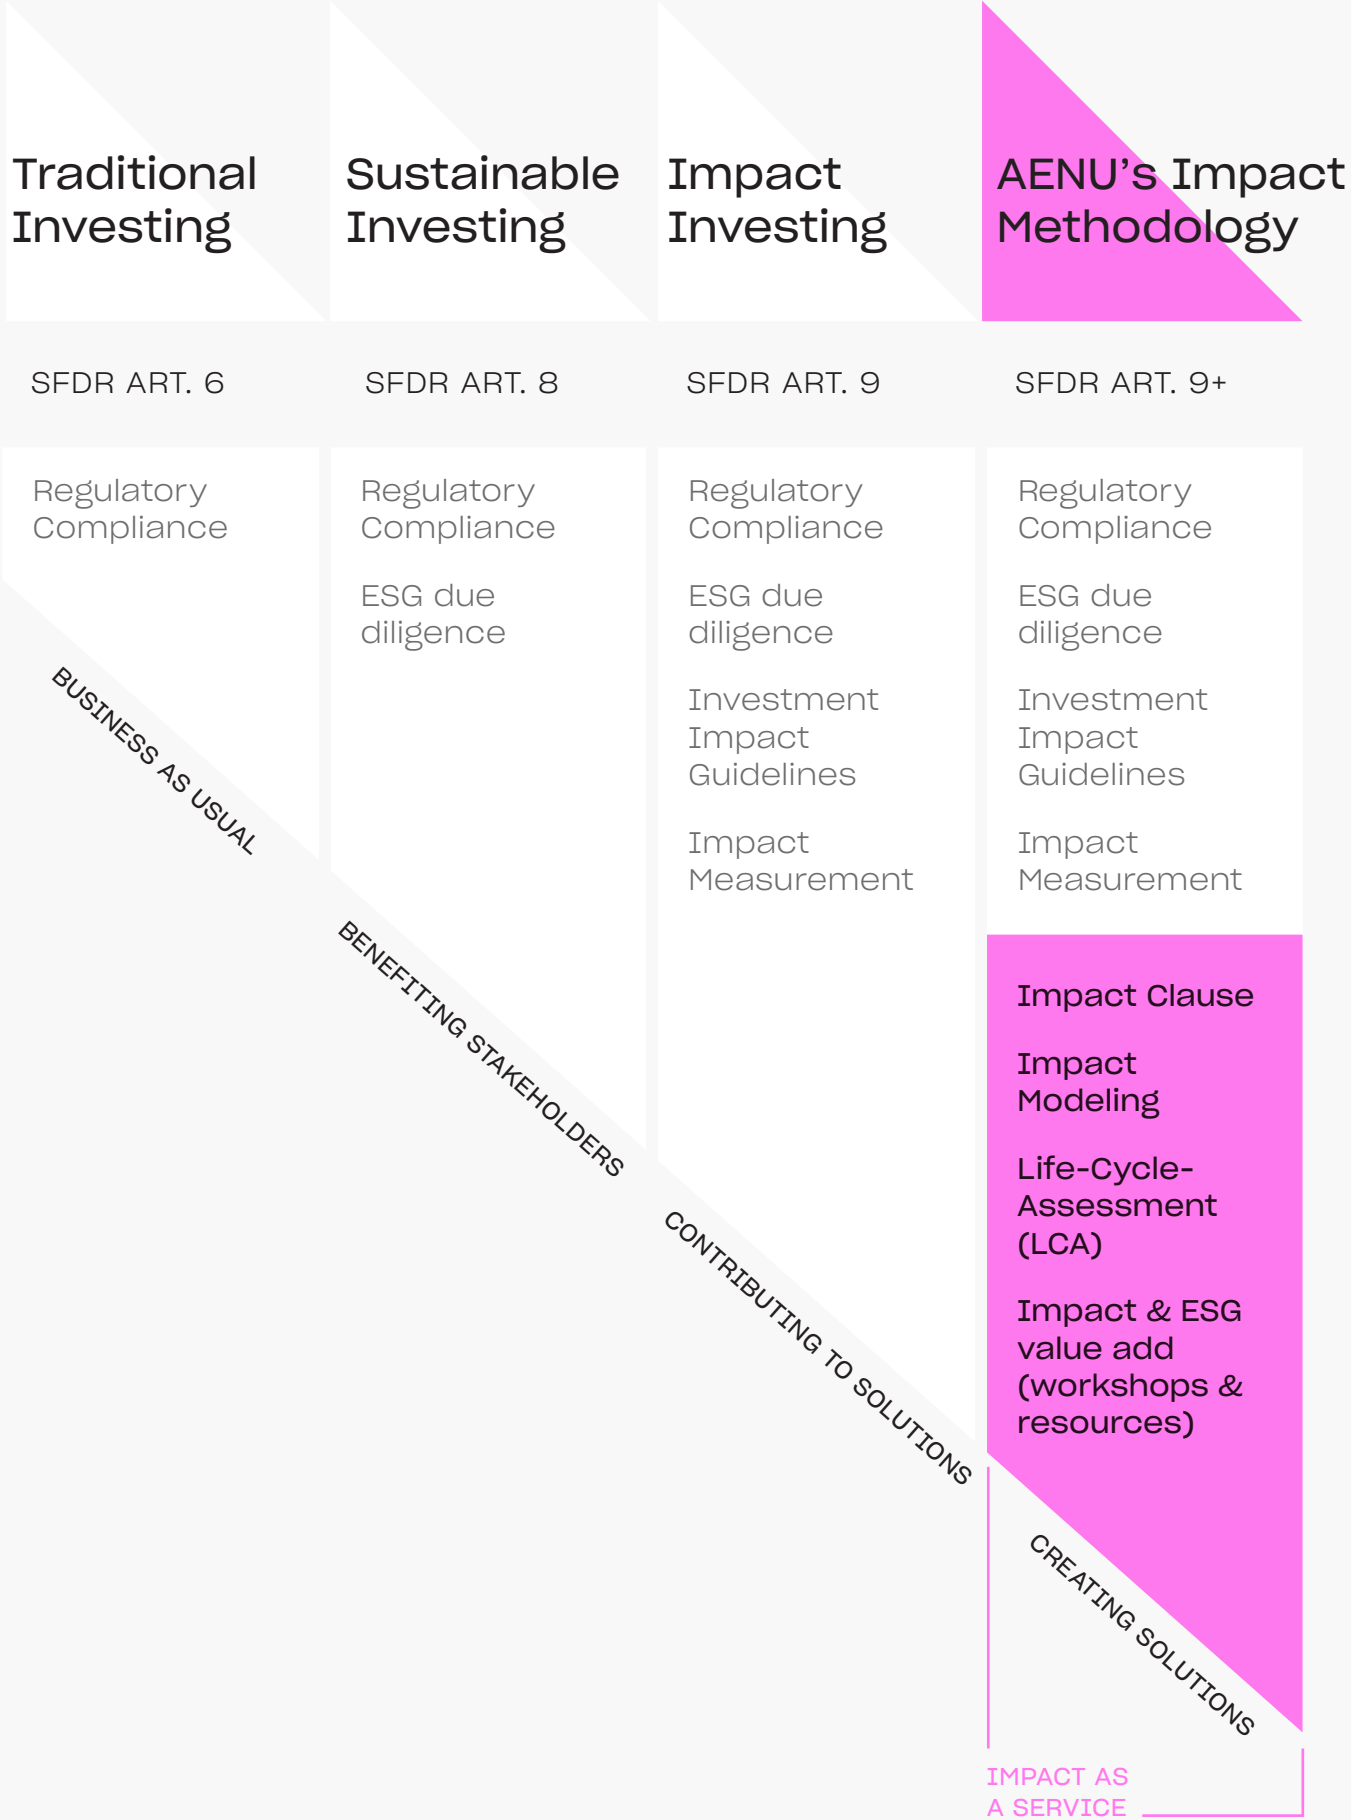 Traditional
Investing
Sustainable
Investing
Impact
Investing
AENU’s Impact
Methodology
SFDR ART. 6
SFDR ART. 8
SFDR ART. 9
SFDR ART. 9+
Regulatory
Compliance
BUSINESS AS USUAL
Regulatory
Compliance
ESG due
diligence
BENEFITING STAKEHOLDERS
Regulatory
Compliance
ESG due
diligence
Investment
Impact
Guidelines
Impact
Measurement
CONTRIBUTING TO SOLUTIONS
Regulatory
Compliance
ESG due
diligence
Investment
Impact
Guidelines
Impact
Measurement
Impact Clause
Impact
Modeling
Life-Cycle-
Assessment
(LCA)
Impact & ESG
value add
(workshops &
resources)
CREATING SOLUTIONS
IMPACT AS
A SERVICE